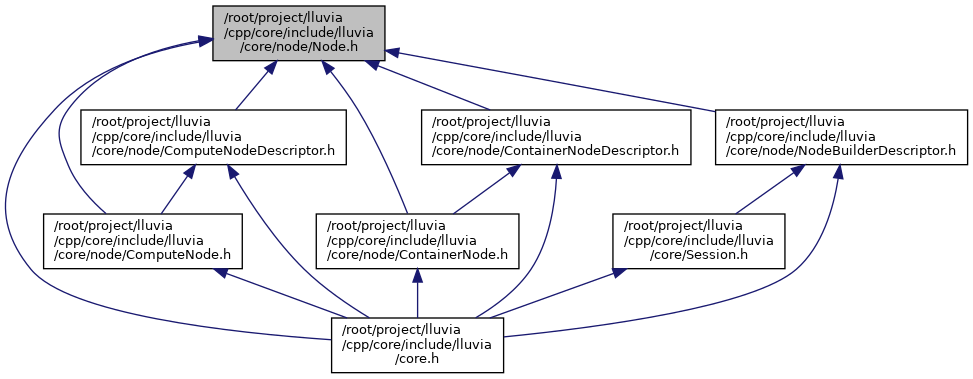 /root/project/lluvia
/cpp/core/include/lluvia
/core/node/Node.h
/root/project/lluvia
/cpp/core/include/lluvia
/core/node/ComputeNodeDescriptor.h
/root/project/lluvia
/cpp/core/include/lluvia
/core/node/ContainerNodeDescriptor.h
/root/project/lluvia
/cpp/core/include/lluvia
/core/node/NodeBuilderDescriptor.h
/root/project/lluvia
/cpp/core/include/lluvia
/core/node/ComputeNode.h
/root/project/lluvia
/cpp/core/include/lluvia
/core/node/ContainerNode.h
/root/project/lluvia
/cpp/core/include/lluvia
/core/Session.h
/root/project/lluvia
/cpp/core/include/lluvia
/core.h